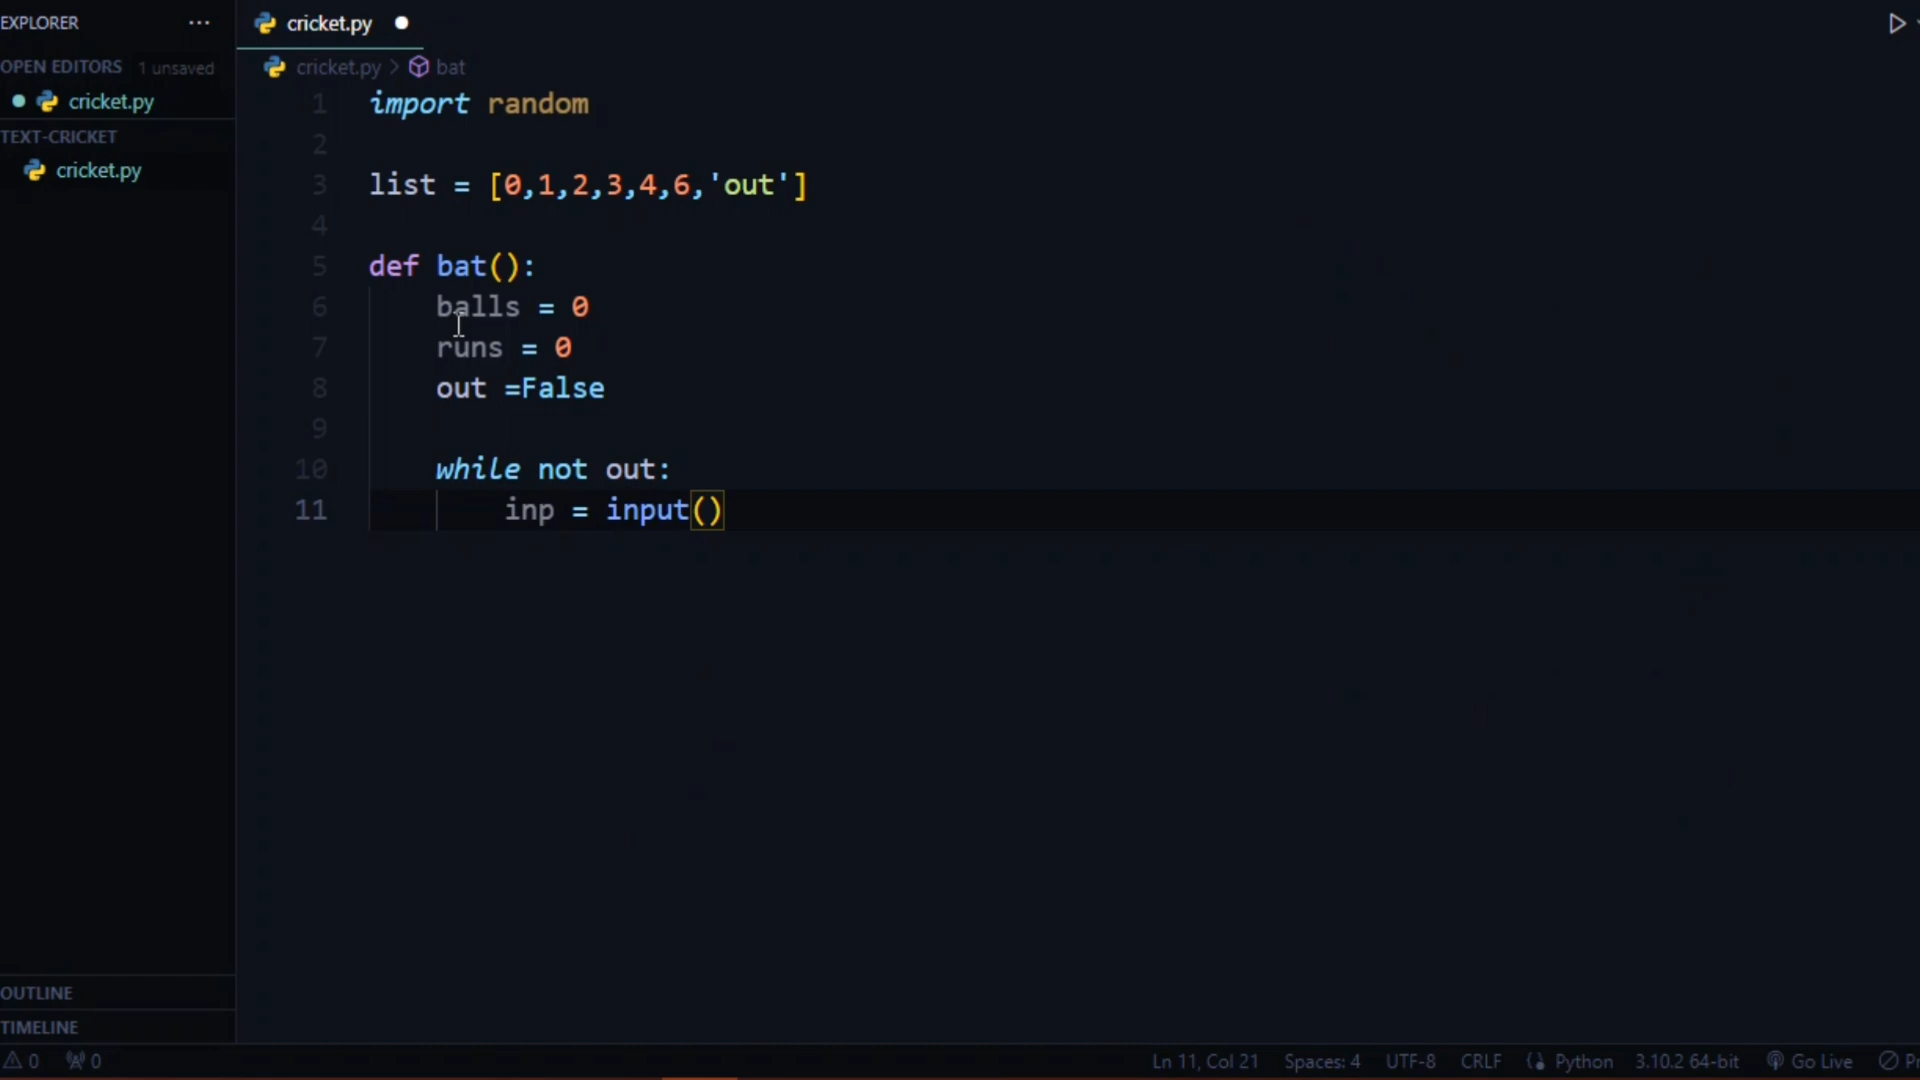 EXPLORER ···
cricket.py
OPEN EDITORS 1 unsaved
cricket.py > bat
cricket.py
TEXT-CRICKET
cricket.py
1 import random
2
3 list = [0,1,2,3,4,6,'out']
4
5 def bat():
6 balls = 0
7 runs = 0
8 out =False
9
10 while not out:
11 inp = input()
OUTLINE
TIMELINE
0 0 Ln 11, Col 21 Spaces: 4 UTF-8 CRLF Python 3.10.2 64-bit Go Live